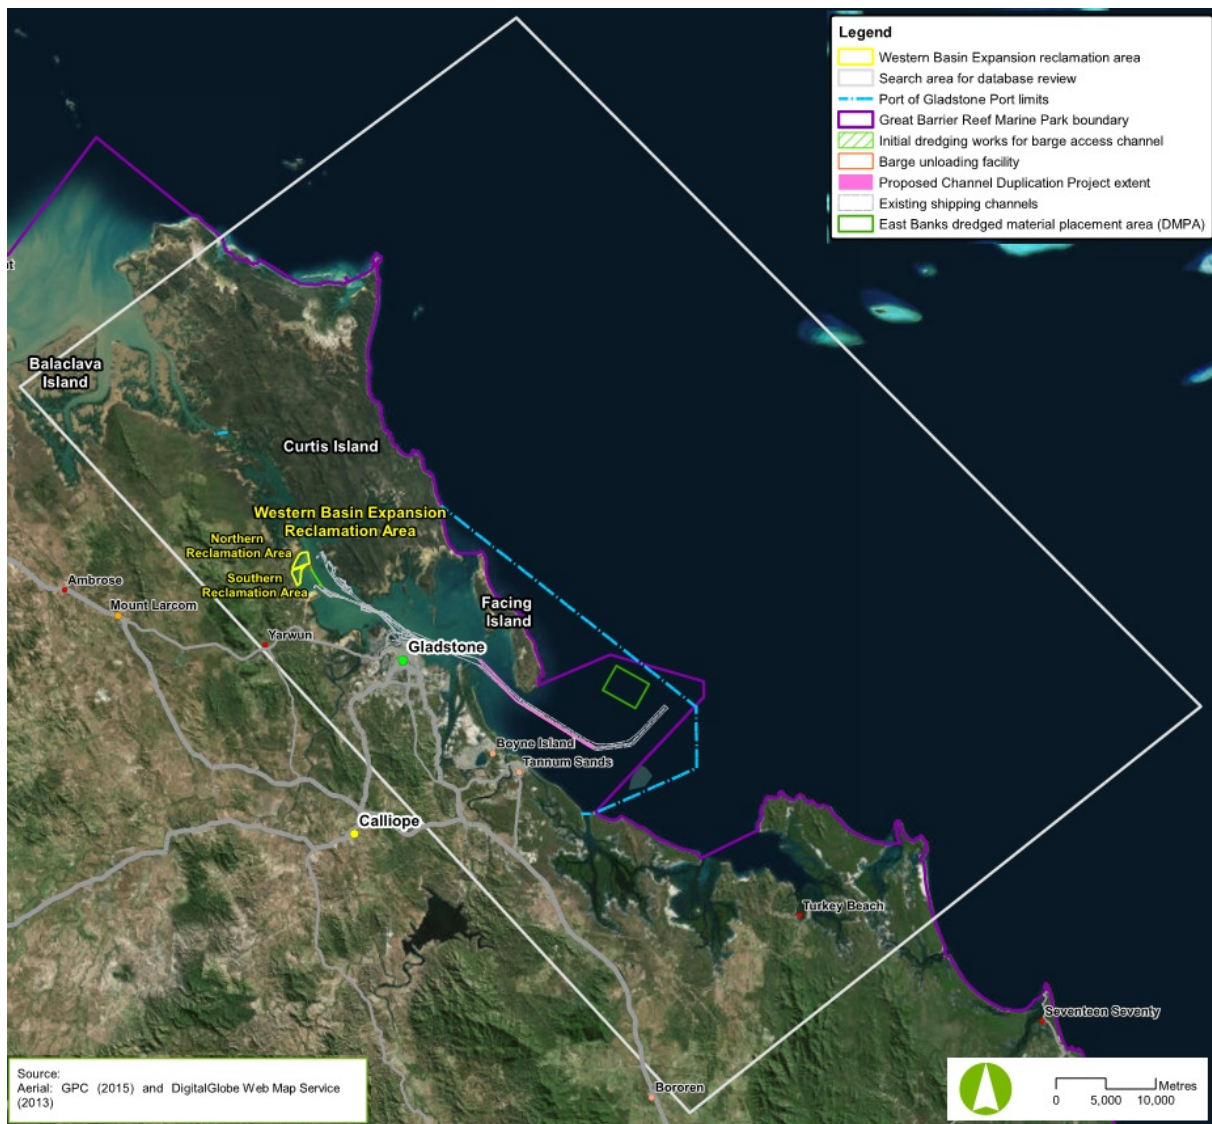 Legend
Western Basin Expansion reclamation area
Search area for database review
Port of Gladstone Port limits
Great Barrier Reef Marine Park boundary
Initial dredging works for barge access channel
Barge unloading facility
Proposed Channel Duplication Project extent
Existing shipping channels
East Banks dredged material placement area (DMPA)
nt
Balaclava
Island
Curtis Island
Western Basin Expansion
Reclamation Area
Northern
Reclamation Area
Southern
Reclamation Area
Ambrose
Mount Larcom
Facing
Island
Yarwun
Gladstone
Boyne Island
Tannum Sands
Calliope
Turkey Beach
Seventeen Seventy
Bororen
Source:
Aerial: GPC (2015) and DigitalGlobe Web Map Service
(2013)
Metres
0 5,000 10,000